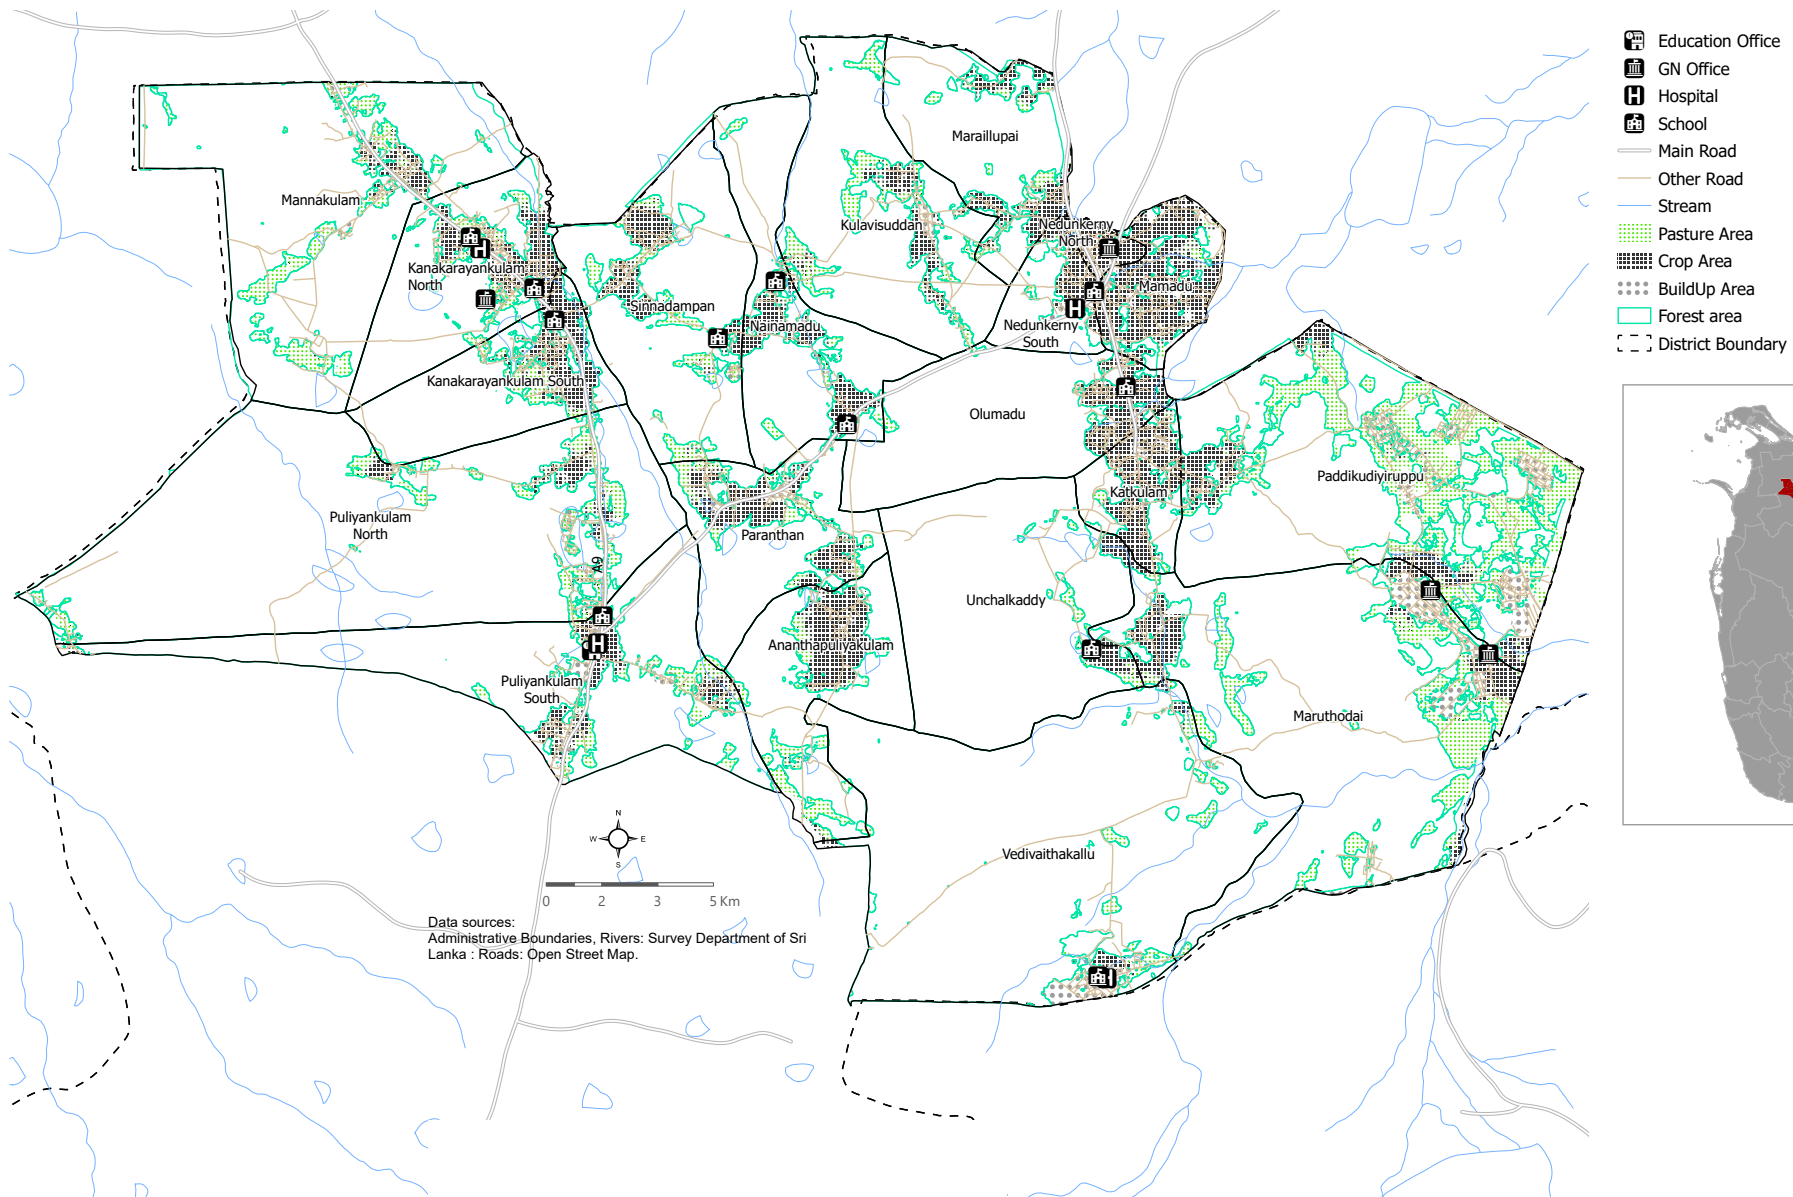 Education Office
GN Office
Hospital
School
Main Road
Other Road
Stream
Pasture Area
Crop Area
BuildUp Area
Forest area
District Boundary
Maraillupai
Mannakulam
Kulavisuddan
Nedunkerny
North
Kanakarayankulam
North
Mamadu
Sinnadampan
Nainamadu
Nedunkerny
South
Kanakarayankulam South
Olumadu
Paddikudiyiruppu
Katkulam
Puliyankulam
North
Paranthan
A9
Unchalkaddy
Ananthapuliyakulam
Puliyankulam
South
Maruthodai
Vedivaithakallu
N
W
E
S
0 2 3 5 Km
Data sources:
Administrative Boundaries, Rivers: Survey Department of Sri
Lanka : Roads: Open Street Map.